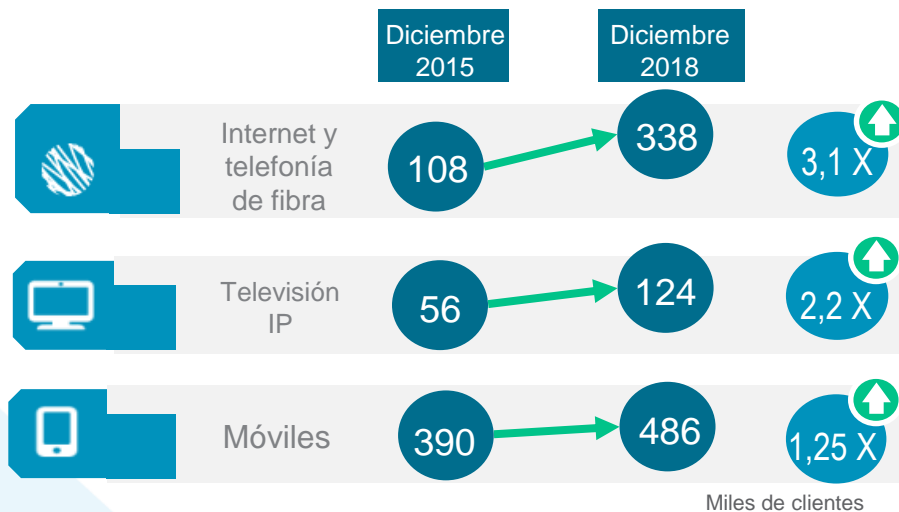 Diciembre
2015
Diciembre
2018
Internet y
telefonía
de fibra
108
338
3,1 X
Televisión
IP
56
124
2,2 X
Móviles
390
486
1,25 X
Miles de clientes